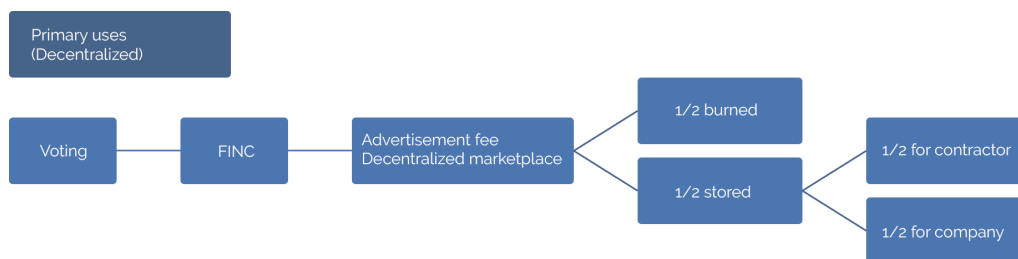 Primary uses
(Decentralized)
Voting
FINC
Advertisement fee
Decentralized marketplace
1/2 burned
1/2 stored
1/2 for contractor
1/2 for company